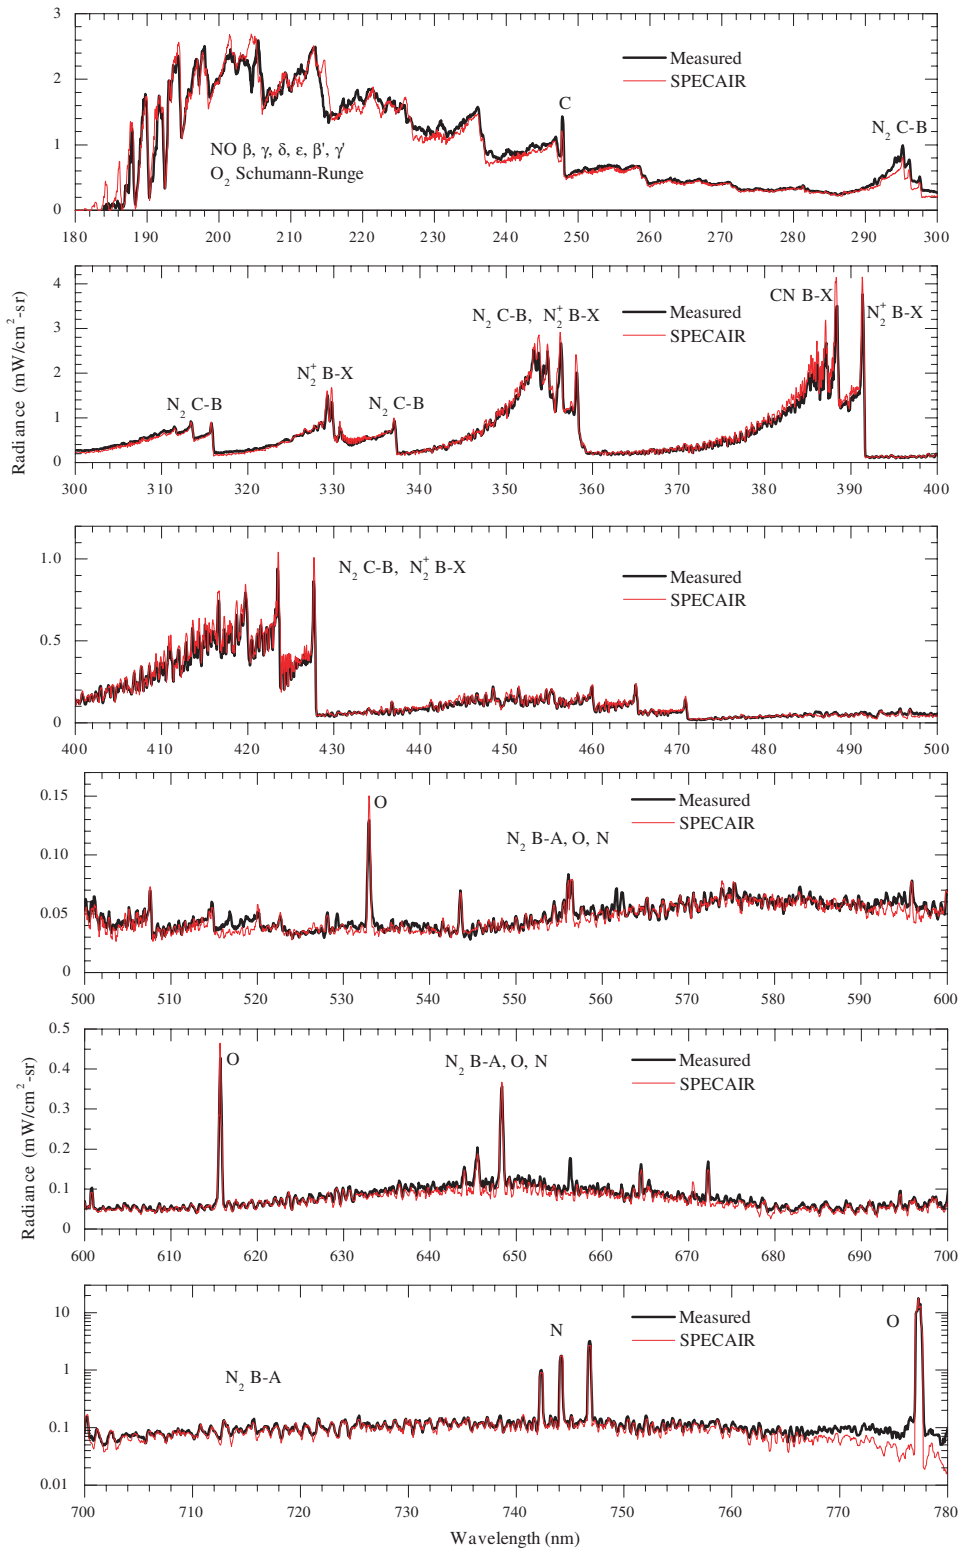 3
2
1
0
Measured
SPECAIR
C
N₂ C-B
NO β, γ, δ, ε, β', γ'
O₂ Schumann-Runge
180 190 200 210 220 230 240 250 260 270 280 290 300
Radiance (mW/cm²-sr)
4
3
2
1
0
Measured
SPECAIR
N₂ C-B
N₂⁺ B-X
N₂ C-B
N₂ C-B, N₂⁺ B-X
CN B-X
N₂⁺ B-X
300 310 320 330 340 350 360 370 380 390 400
1.0
0.5
0
N₂ C-B, N₂⁺ B-X
Measured
SPECAIR
400 410 420 430 440 450 460 470 480 490 500
0.15
0.10
0.05
0
O
N₂ B-A, O, N
Measured
SPECAIR
500 510 520 530 540 550 560 570 580 590 600
Radiance (mW/cm²-sr)
0.5
0.4
0.3
0.2
0.1
0
O
N₂ B-A, O, N
Measured
SPECAIR
600 610 620 630 640 650 660 670 680 690 700
10
1
0.1
0.01
N₂ B-A
N
Measured
SPECAIR
O
700 710 720 730 740 750 760 770 780
Wavelength (nm)